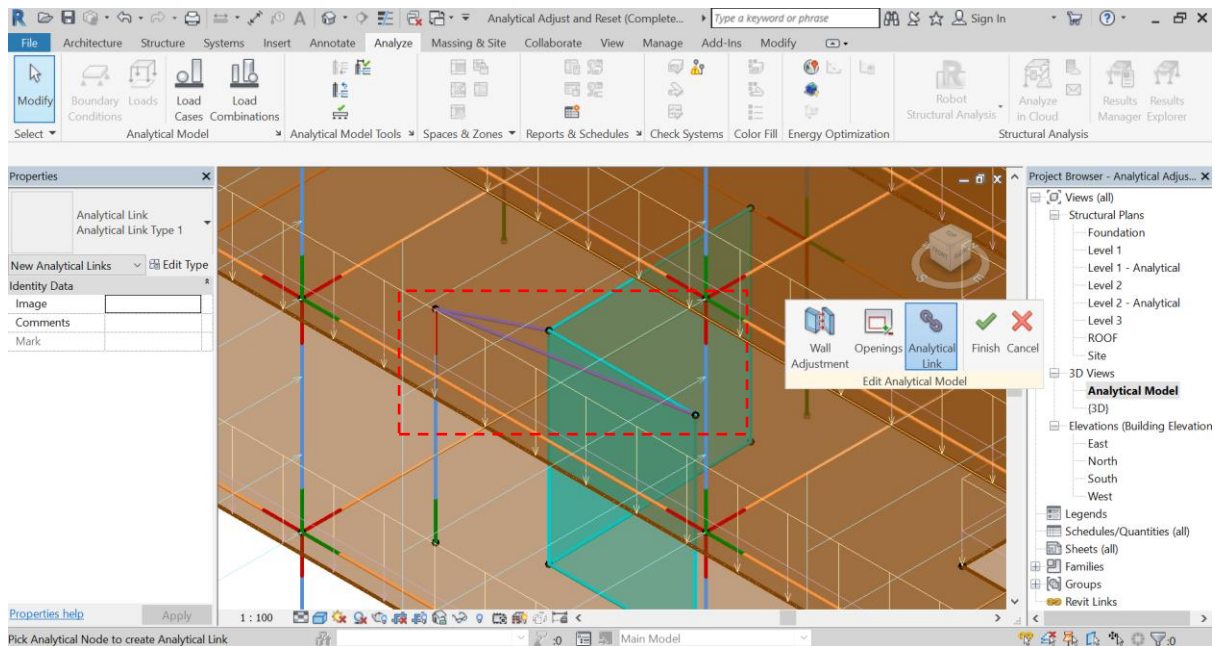 Analytical Adjust and Reset (Complete...
Type a keyword or phrase
Sign In
File Architecture Structure Systems Insert Annotate Analyze Massing & Site Collaborate View Manage Add-Ins Modify
Modify
Boundary Conditions
Loads
Load Cases
Load Combinations
Robot Structural Analysis
Analyze in Cloud
Results Manager
Results Explorer
Select
Analytical Model
Analytical Model Tools
Spaces & Zones
Reports & Schedules
Check Systems
Color Fill
Energy Optimization
Structural Analysis
Properties
Analytical Link
Analytical Link Type 1
New Analytical Links
Edit Type
Identity Data
Image
Comments
Mark
Properties help
Apply
Wall Adjustment
Openings
Analytical Link
Finish
Cancel
Edit Analytical Model
Project Browser - Analytical Adjus...
Views (all)
Structural Plans
Foundation
Level 1
Level 1 - Analytical
Level 2
Level 2 - Analytical
Level 3
ROOF
Site
3D Views
Analytical Model
{3D}
Elevations (Building Elevation
East
North
South
West
Legends
Schedules/Quantities (all)
Sheets (all)
Families
Groups
Revit Links
1 : 100
Pick Analytical Node to create Analytical Link
:0
Main Model
:0